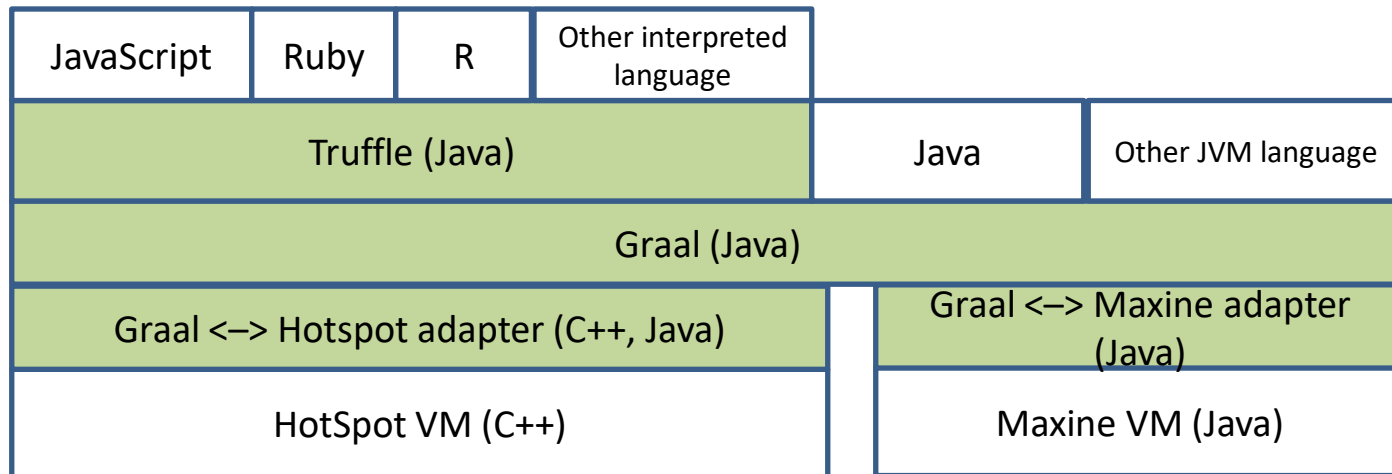 JavaScript
Ruby
R
Other interpreted
language
Truffle (Java)
Java
Other JVM language
Graal (Java)
Graal <–> Hotspot adapter (C++, Java)
Graal <–> Maxine adapter
(Java)
HotSpot VM (C++)
Maxine VM (Java)